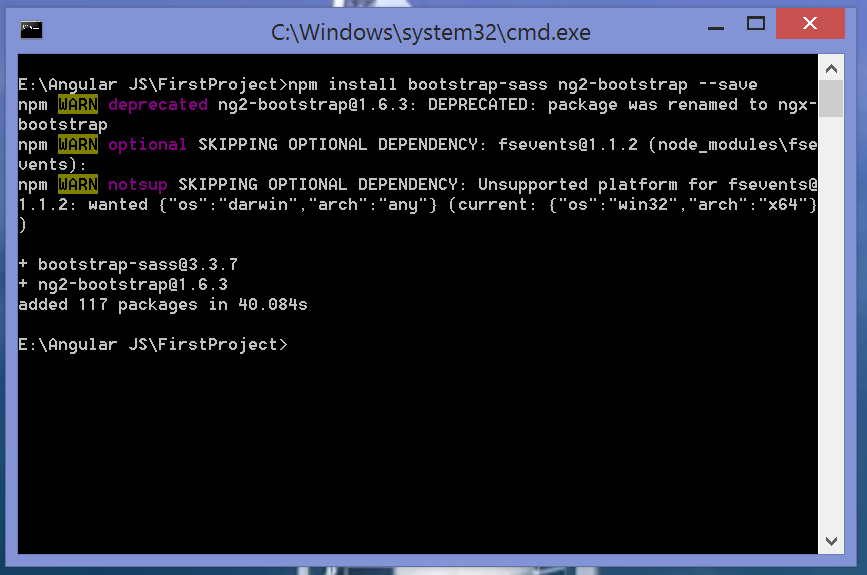 C:\Windows\system32\cmd.exe
E:\Angular JS\FirstProject>npm install bootstrap-sass ng2-bootstrap --save
npm WARN deprecated ng2-bootstrap@1.6.3: DEPRECATED: package was renamed to ngx-
bootstrap
npm WARN optional SKIPPING OPTIONAL DEPENDENCY: fsevents@1.1.2 (node_modules\fse
vents):
npm WARN notsup SKIPPING OPTIONAL DEPENDENCY: Unsupported platform for fsevents@
1.1.2: wanted {"os":"darwin","arch":"any"} (current: {"os":"win32","arch":"x64"}
)
+ bootstrap-sass@3.3.7
+ ng2-bootstrap@1.6.3
added 117 packages in 40.084s
E:\Angular JS\FirstProject>